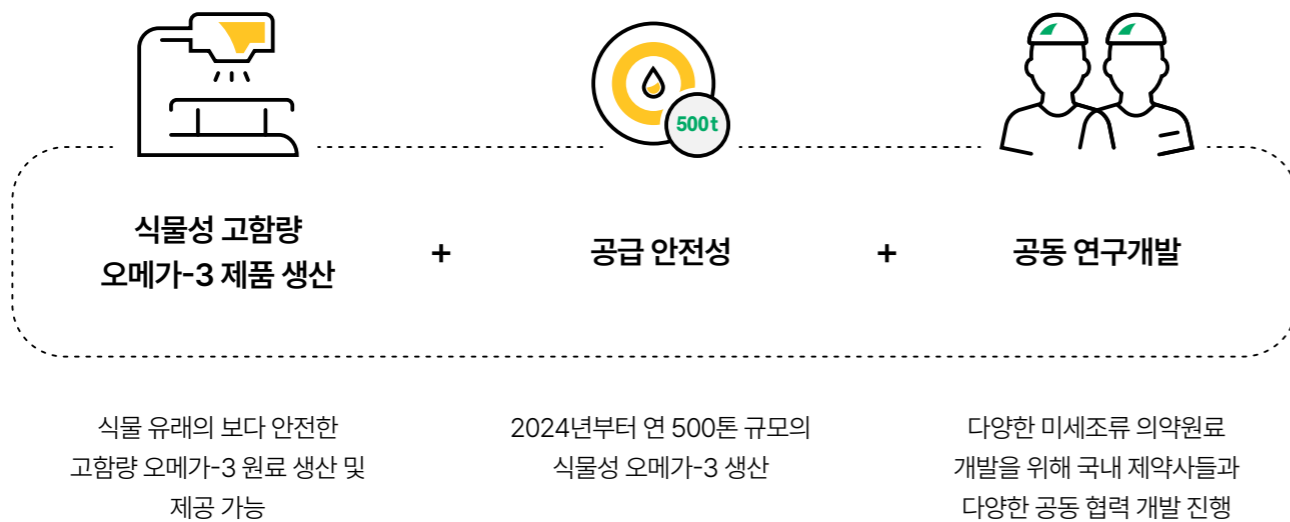 500t
식물성 고함량
오메가-3 제품 생산
+
공급 안전성
+
공동 연구개발
식물 유래의 보다 안전한
고함량 오메가-3 원료 생산 및
제공 가능
2024년부터 연 500톤 규모의
식물성 오메가-3 생산
다양한 미세조류 의약원료
개발을 위해 국내 제약사들과
다양한 공동 협력 개발 진행